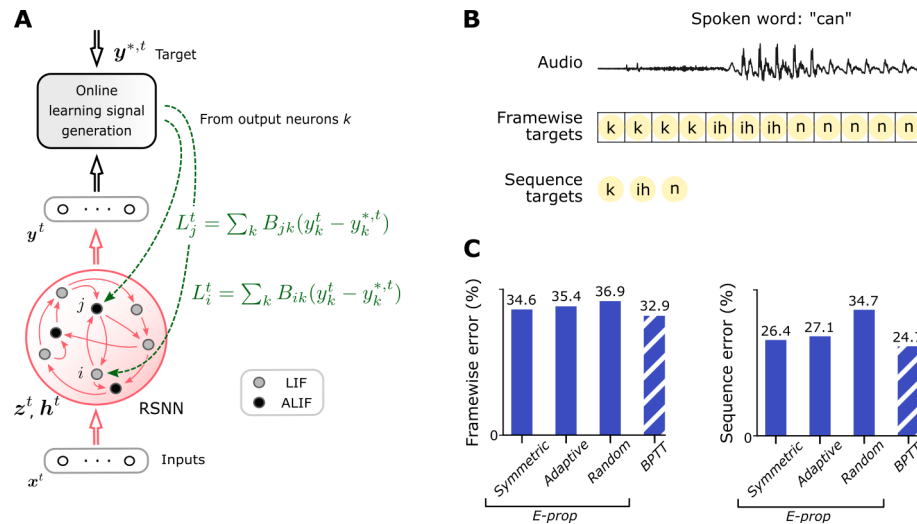 A
y*,t Target
Online
learning signal
generation
From output neurons k
y^t
L_j^t = ∑_k B_jk(y_k^t − y_k^*,t)
L_i^t = ∑_k B_ik(y_k^t − y_k^*,t)
j
i
z^t, h^t
RSNN
LIF
ALIF
x^t
Inputs
B
Spoken word: "can"
Audio
Framewise
targets
k k k k ih ih ih n n n n n
Sequence
targets
k ih n
C
Framewise error (%)
34.6 35.4 36.9 32.9
0
Symmetric Adaptive Random BPTT
E-prop
Sequence error (%)
26.4 27.1 34.7 24.7
0
Symmetric Adaptive Random BPTT
E-prop